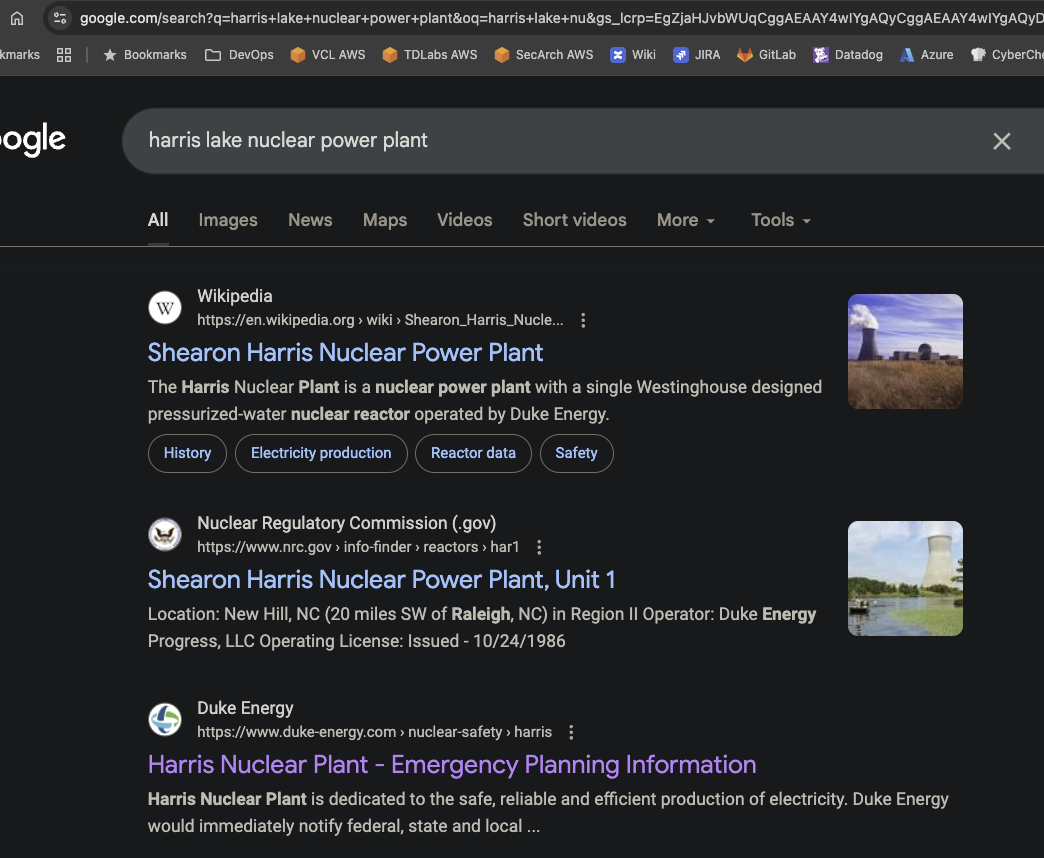 google.com/search?q=harris+lake+nuclear+power+plant&oq=harris+lake+nu&gs_lcrp=EgZjaHJvbWUqCggAEAAY4wIYgAQyCggAEAAY4wIYgAQyD
kmarks Bookmarks DevOps VCL AWS TDLabs AWS SecArch AWS Wiki JIRA GitLab Datadog Azure CyberChe
ogle harris lake nuclear power plant
All Images News Maps Videos Short videos More Tools
W Wikipedia
https://en.wikipedia.org › wiki › Shearon_Harris_Nucle...
Shearon Harris Nuclear Power Plant
The Harris Nuclear Plant is a nuclear power plant with a single Westinghouse designed
pressurized-water nuclear reactor operated by Duke Energy.
History Electricity production Reactor data Safety
Nuclear Regulatory Commission (.gov)
https://www.nrc.gov › info-finder › reactors › har1
Shearon Harris Nuclear Power Plant, Unit 1
Location: New Hill, NC (20 miles SW of Raleigh, NC) in Region II Operator: Duke Energy
Progress, LLC Operating License: Issued - 10/24/1986
Duke Energy
https://www.duke-energy.com › nuclear-safety › harris
Harris Nuclear Plant - Emergency Planning Information
Harris Nuclear Plant is dedicated to the safe, reliable and efficient production of electricity. Duke Energy
would immediately notify federal, state and local ...